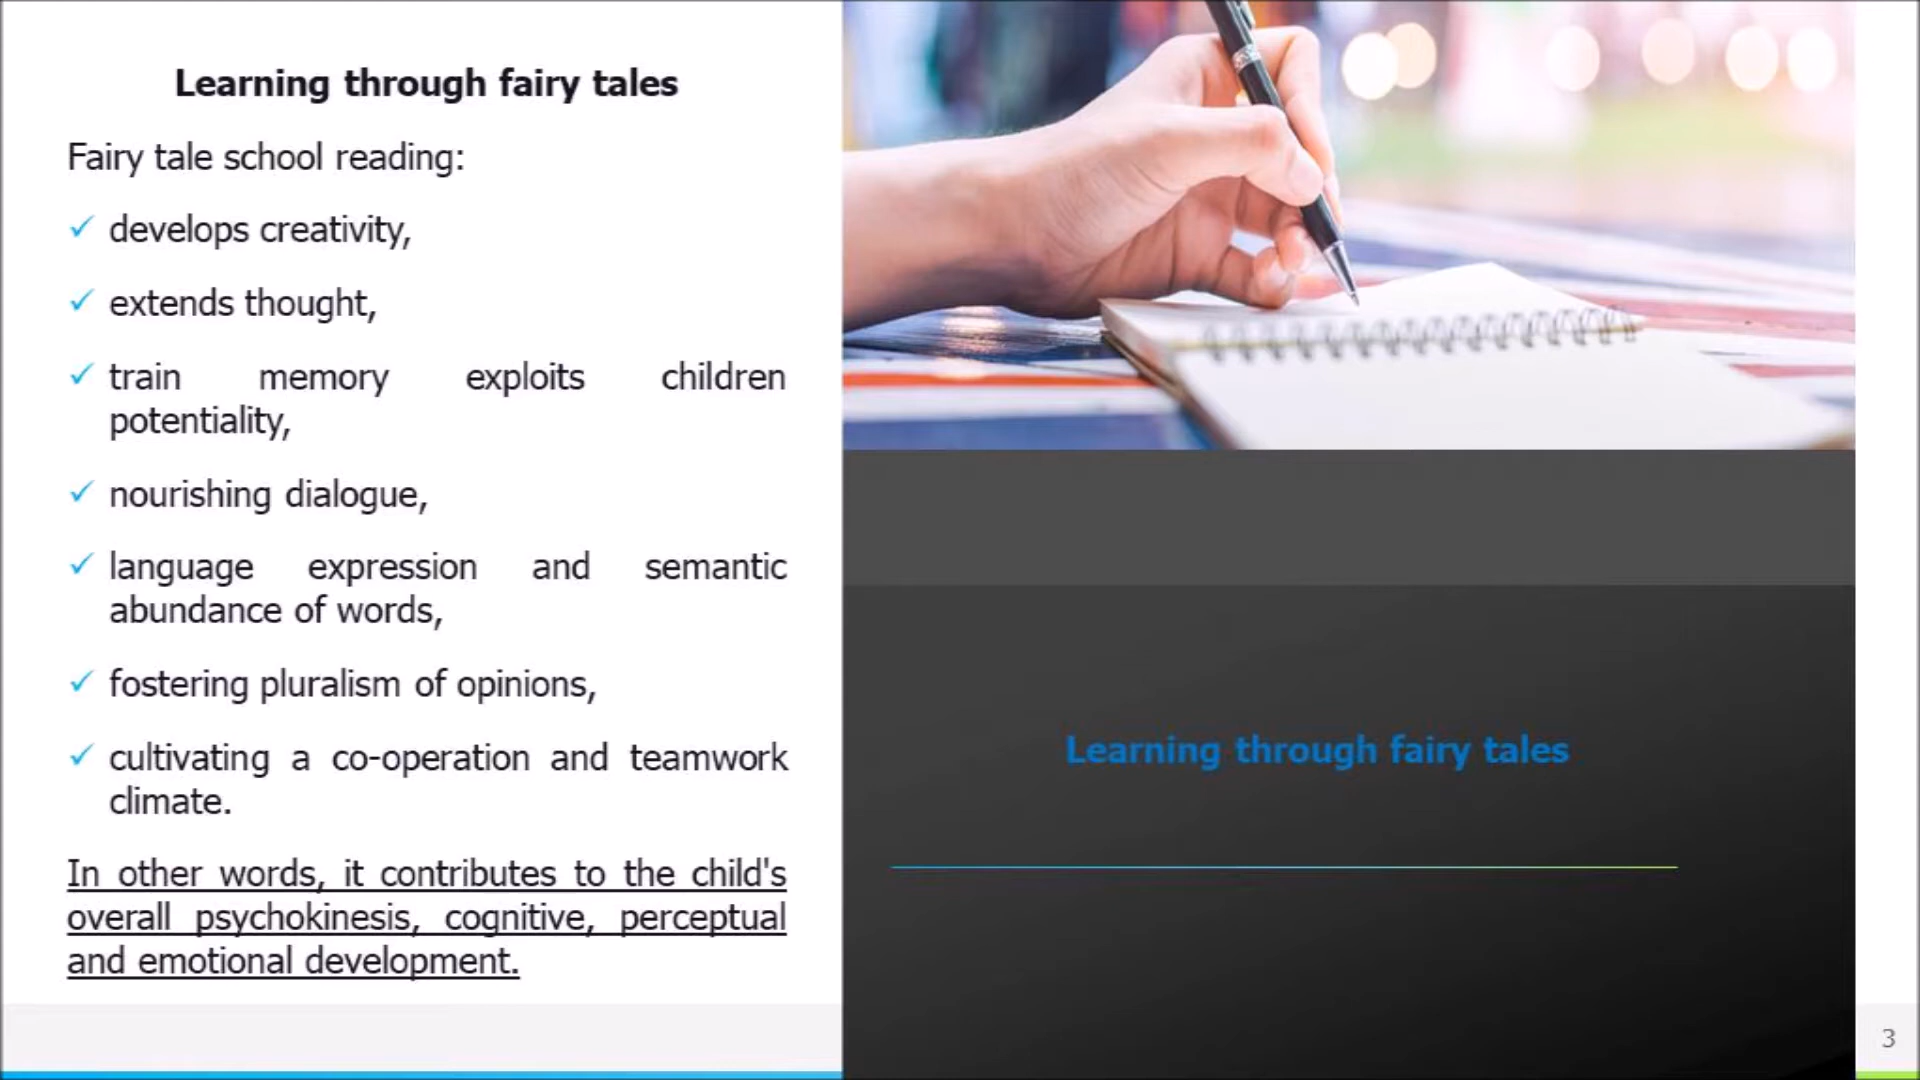 Learning through fairy tales
Fairy tale school reading:
✓ develops creativity,
✓ extends thought,
✓ train memory exploits children
potentiality,
✓ nourishing dialogue,
✓ language expression and semantic
abundance of words,
✓ fostering pluralism of opinions,
✓ cultivating a co-operation and teamwork
climate.
In other words, it contributes to the child's
overall psychokinesis, cognitive, perceptual
and emotional development.
Learning through fairy tales
3